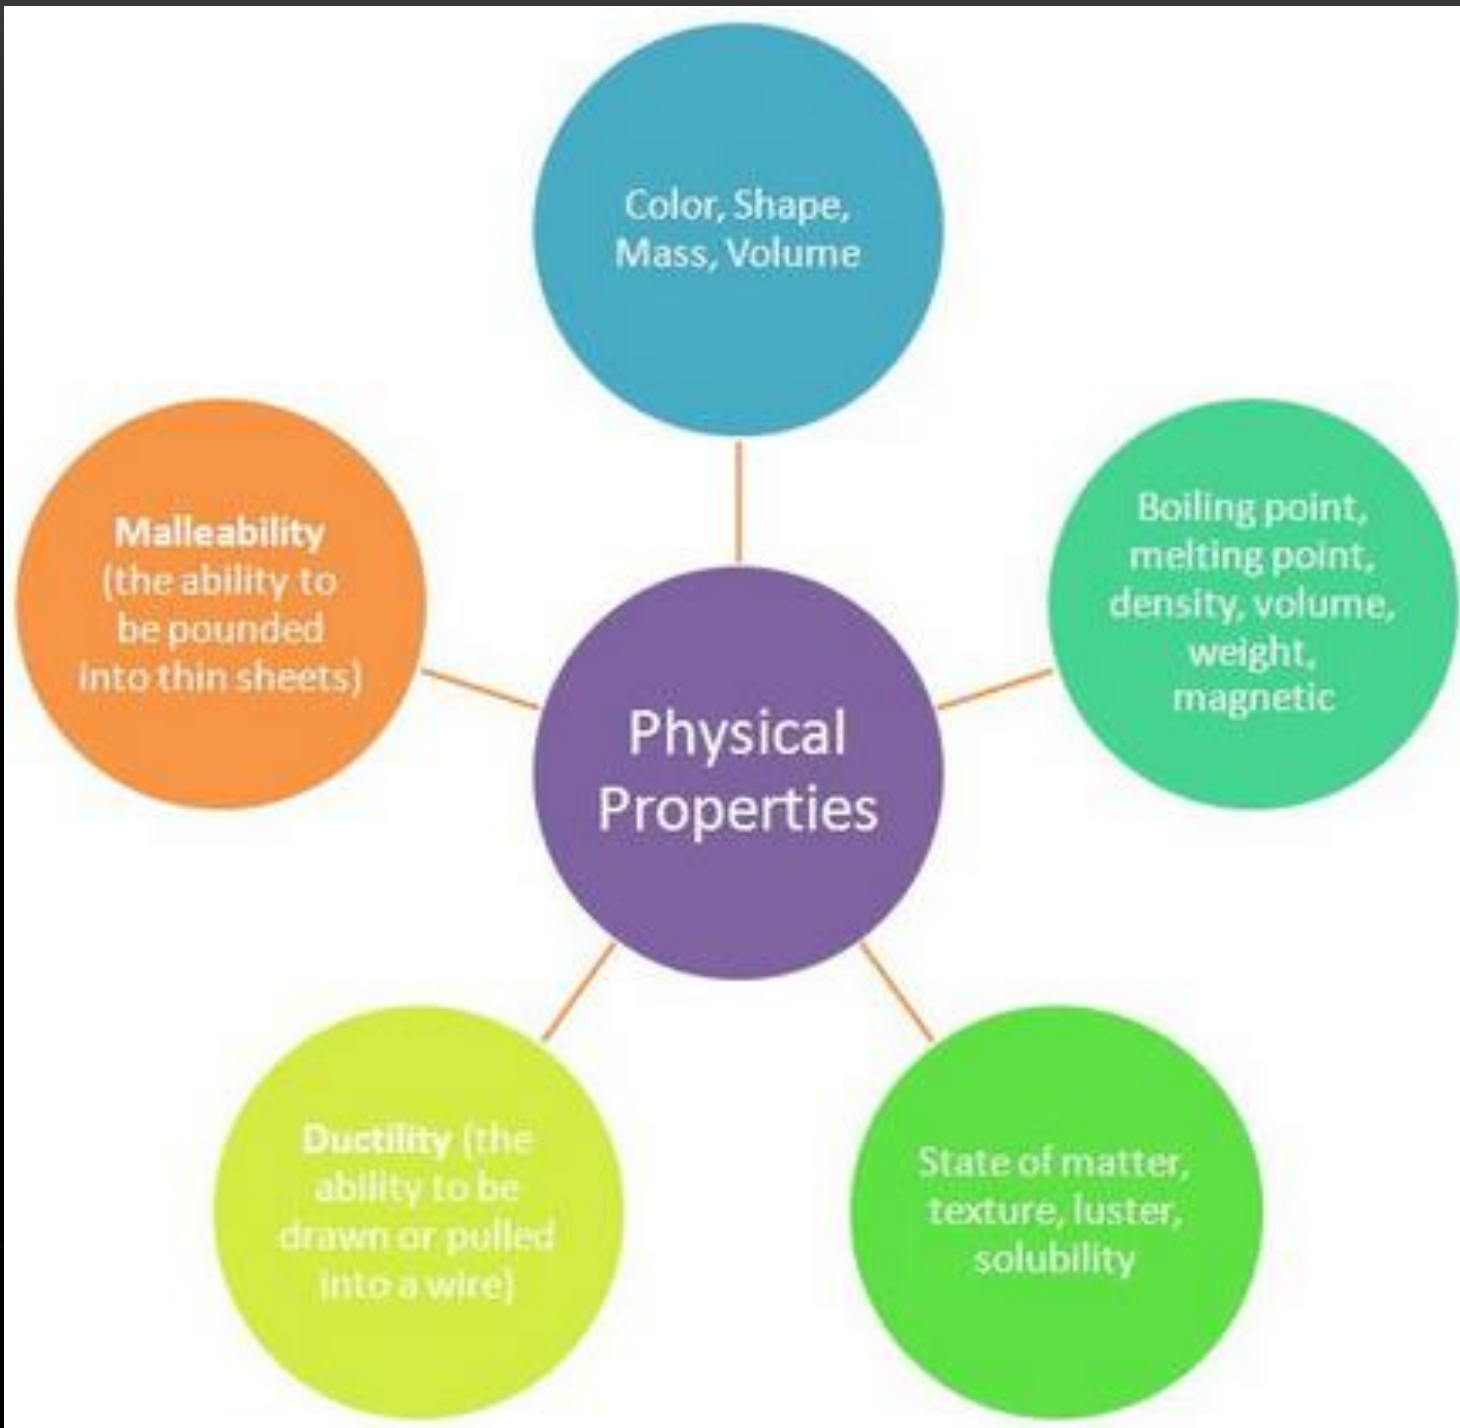 Color, Shape,
Mass, Volume
Boiling point,
melting point,
density, volume,
weight,
magnetic
State of matter,
texture, luster,
solubility
Ductility (the
ability to be
drawn or pulled
into a wire)
Malleability
(the ability to
be pounded
into thin sheets)
Physical
Properties